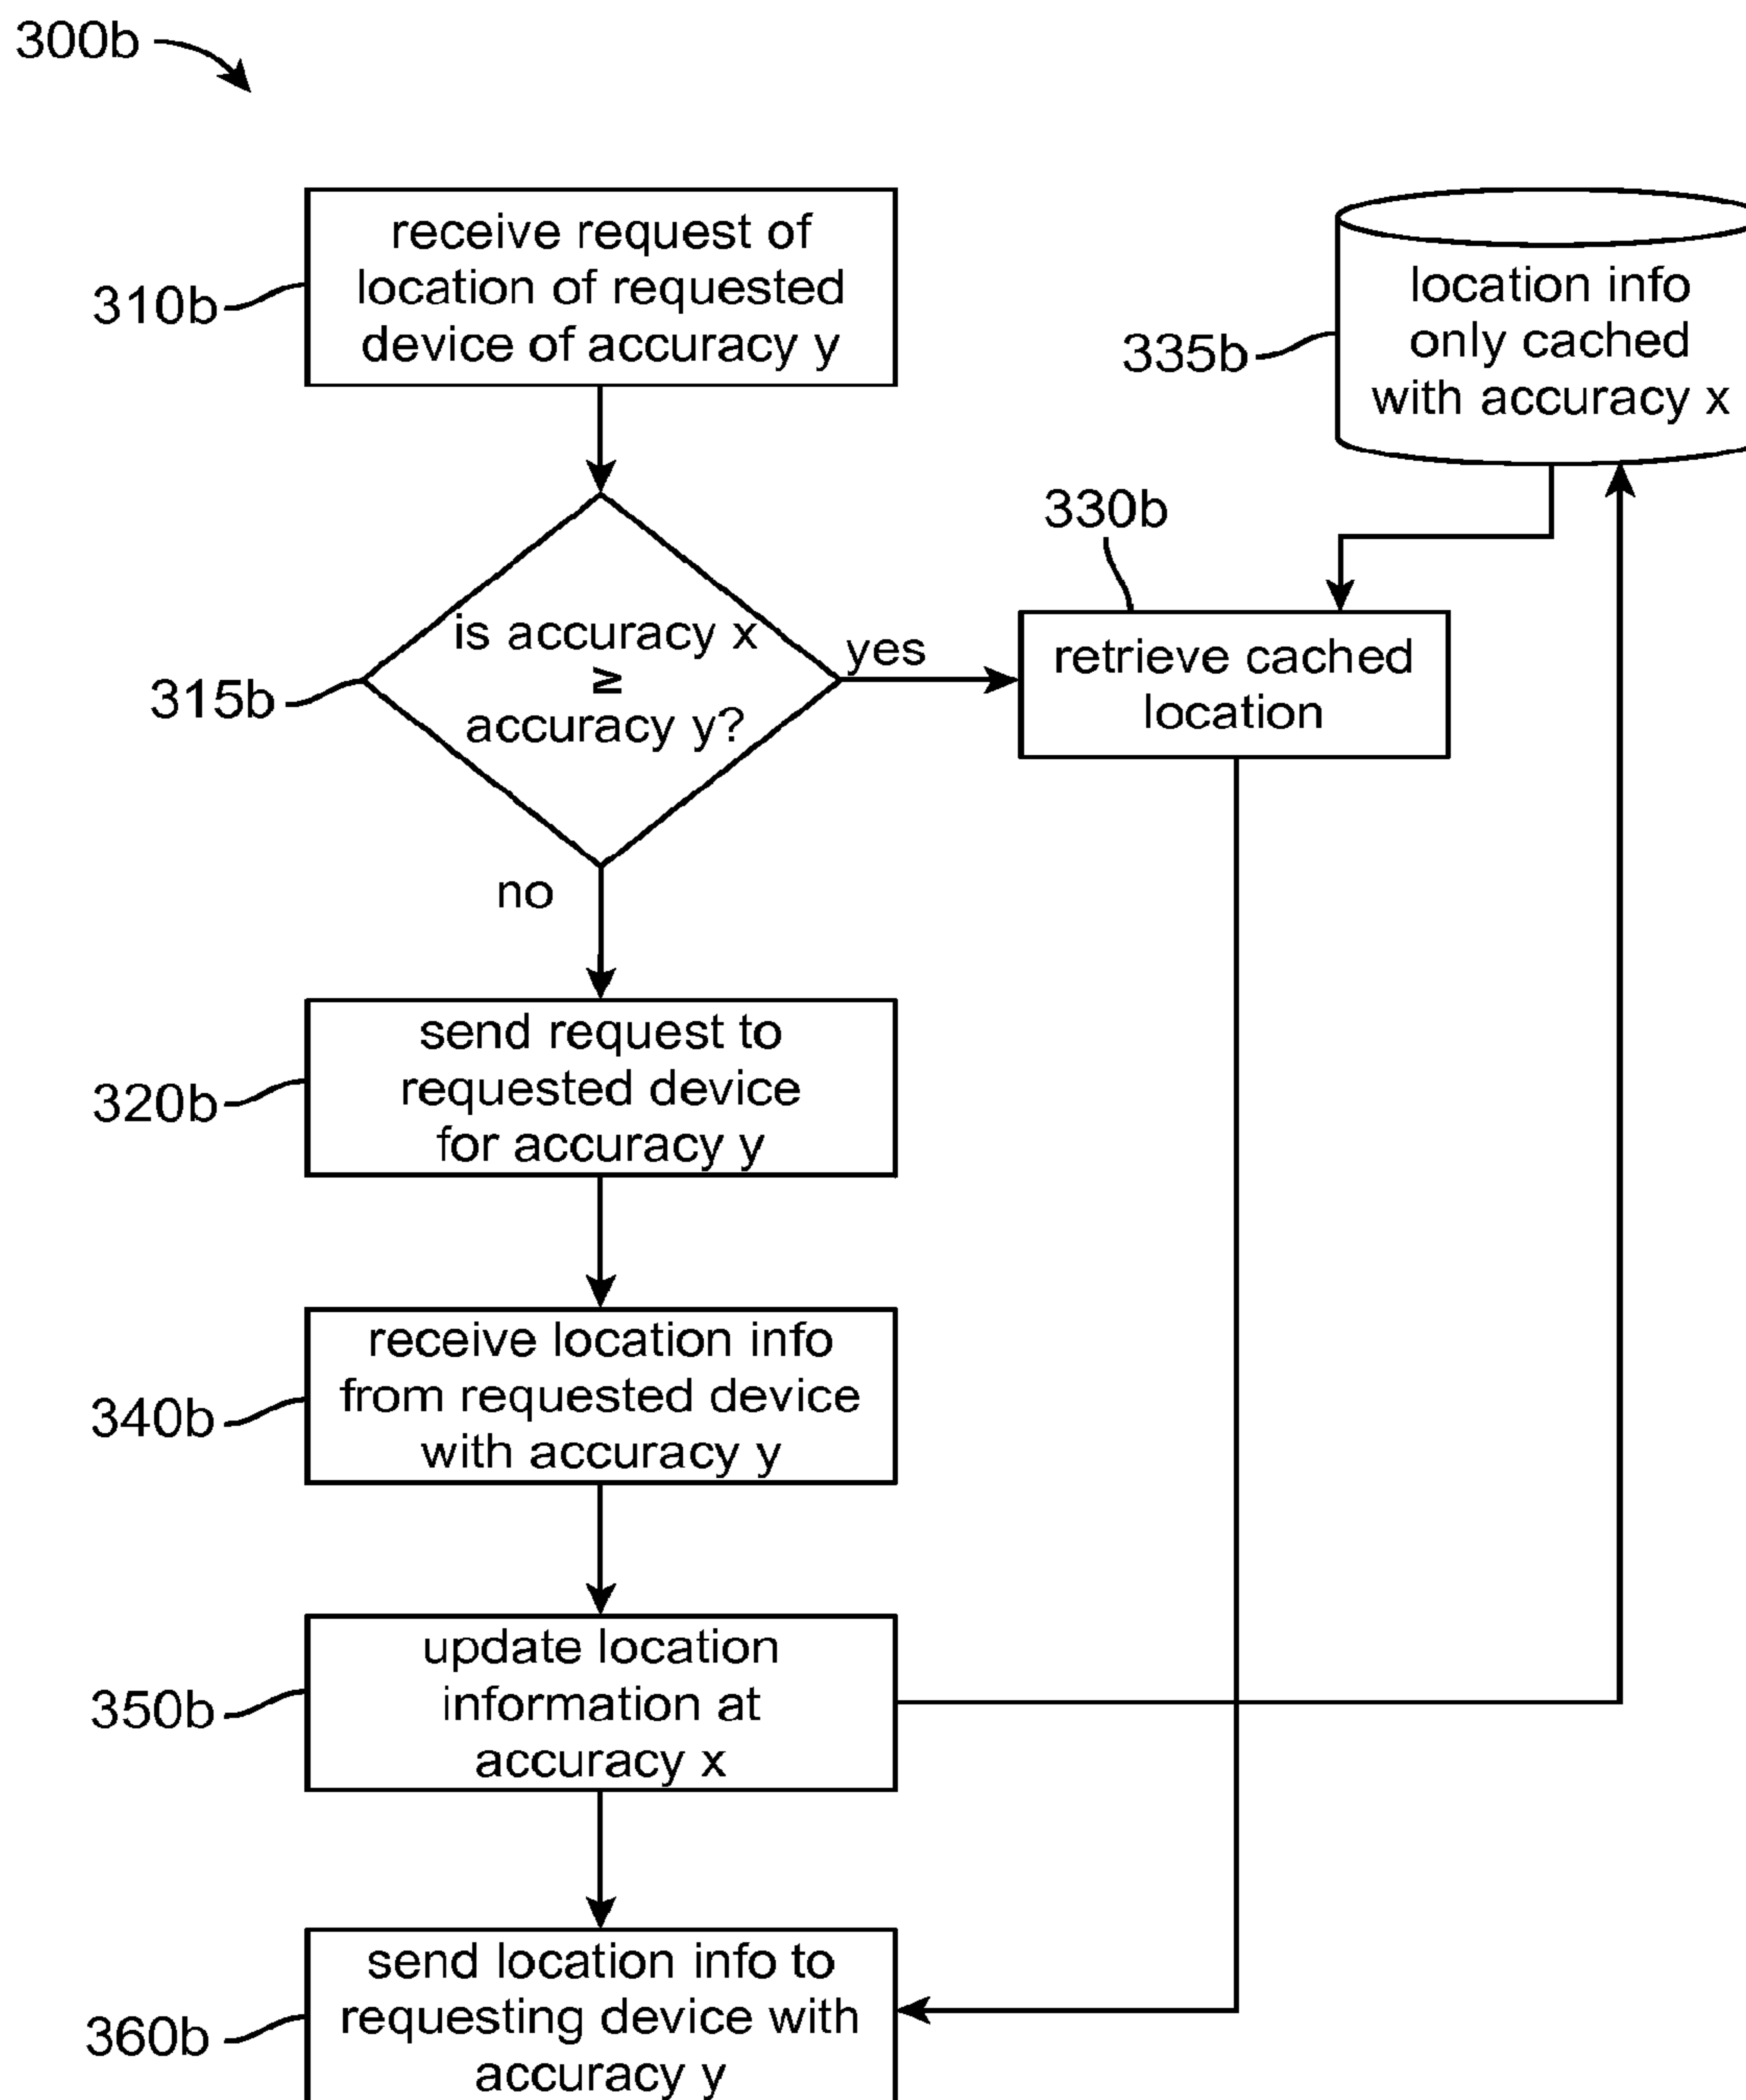 300b
310b
receive request of
location of requested
device of accuracy y
335b
location info
only cached
with accuracy x
315b
is accuracy x
≥
accuracy y?
yes
no
330b
retrieve cached
location
320b
send request to
requested device
for accuracy y
340b
receive location info
from requested device
with accuracy y
350b
update location
information at
accuracy x
360b
send location info to
requesting device with
accuracy y